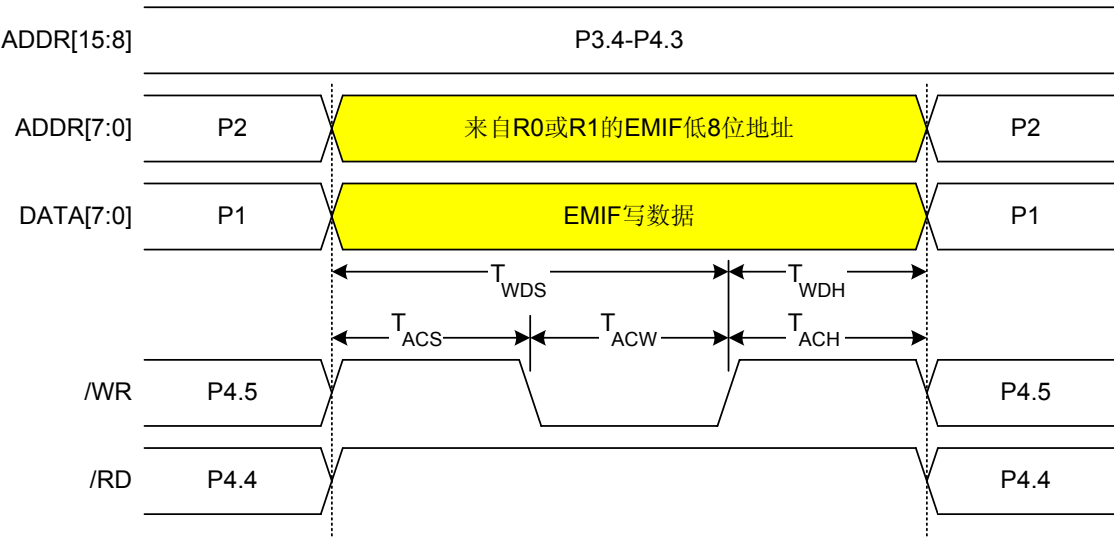 ADDR[15:8] P3.4-P4.3
ADDR[7:0] P2 来自R0或R1的EMIF低8位地址 P2
DATA[7:0] P1 EMIF写数据 P1
TWDS TWDH
TACS TACW TACH
/WR P4.5 P4.5
/RD P4.4 P4.4